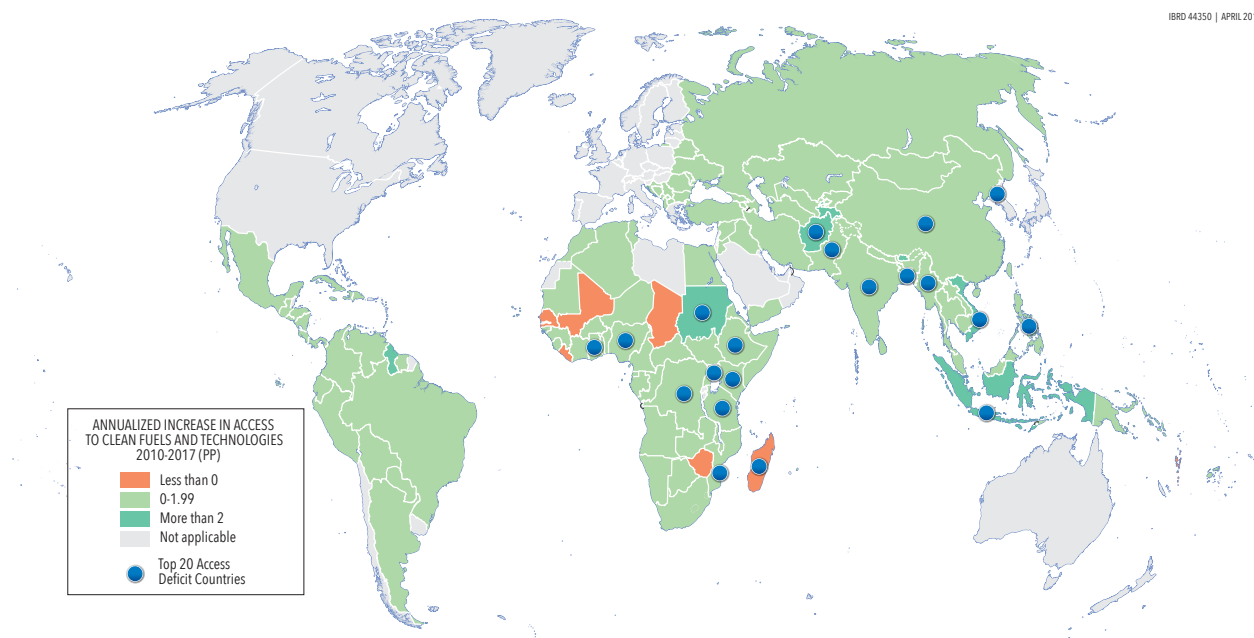 IBRD 44350 | APRIL 20
ANNUALIZED INCREASE IN ACCESS
TO CLEAN FUELS AND TECHNOLOGIES
2010-2017 (PP)
Less than 0
0-1.99
More than 2
Not applicable
Top 20 Access
Deficit Countries